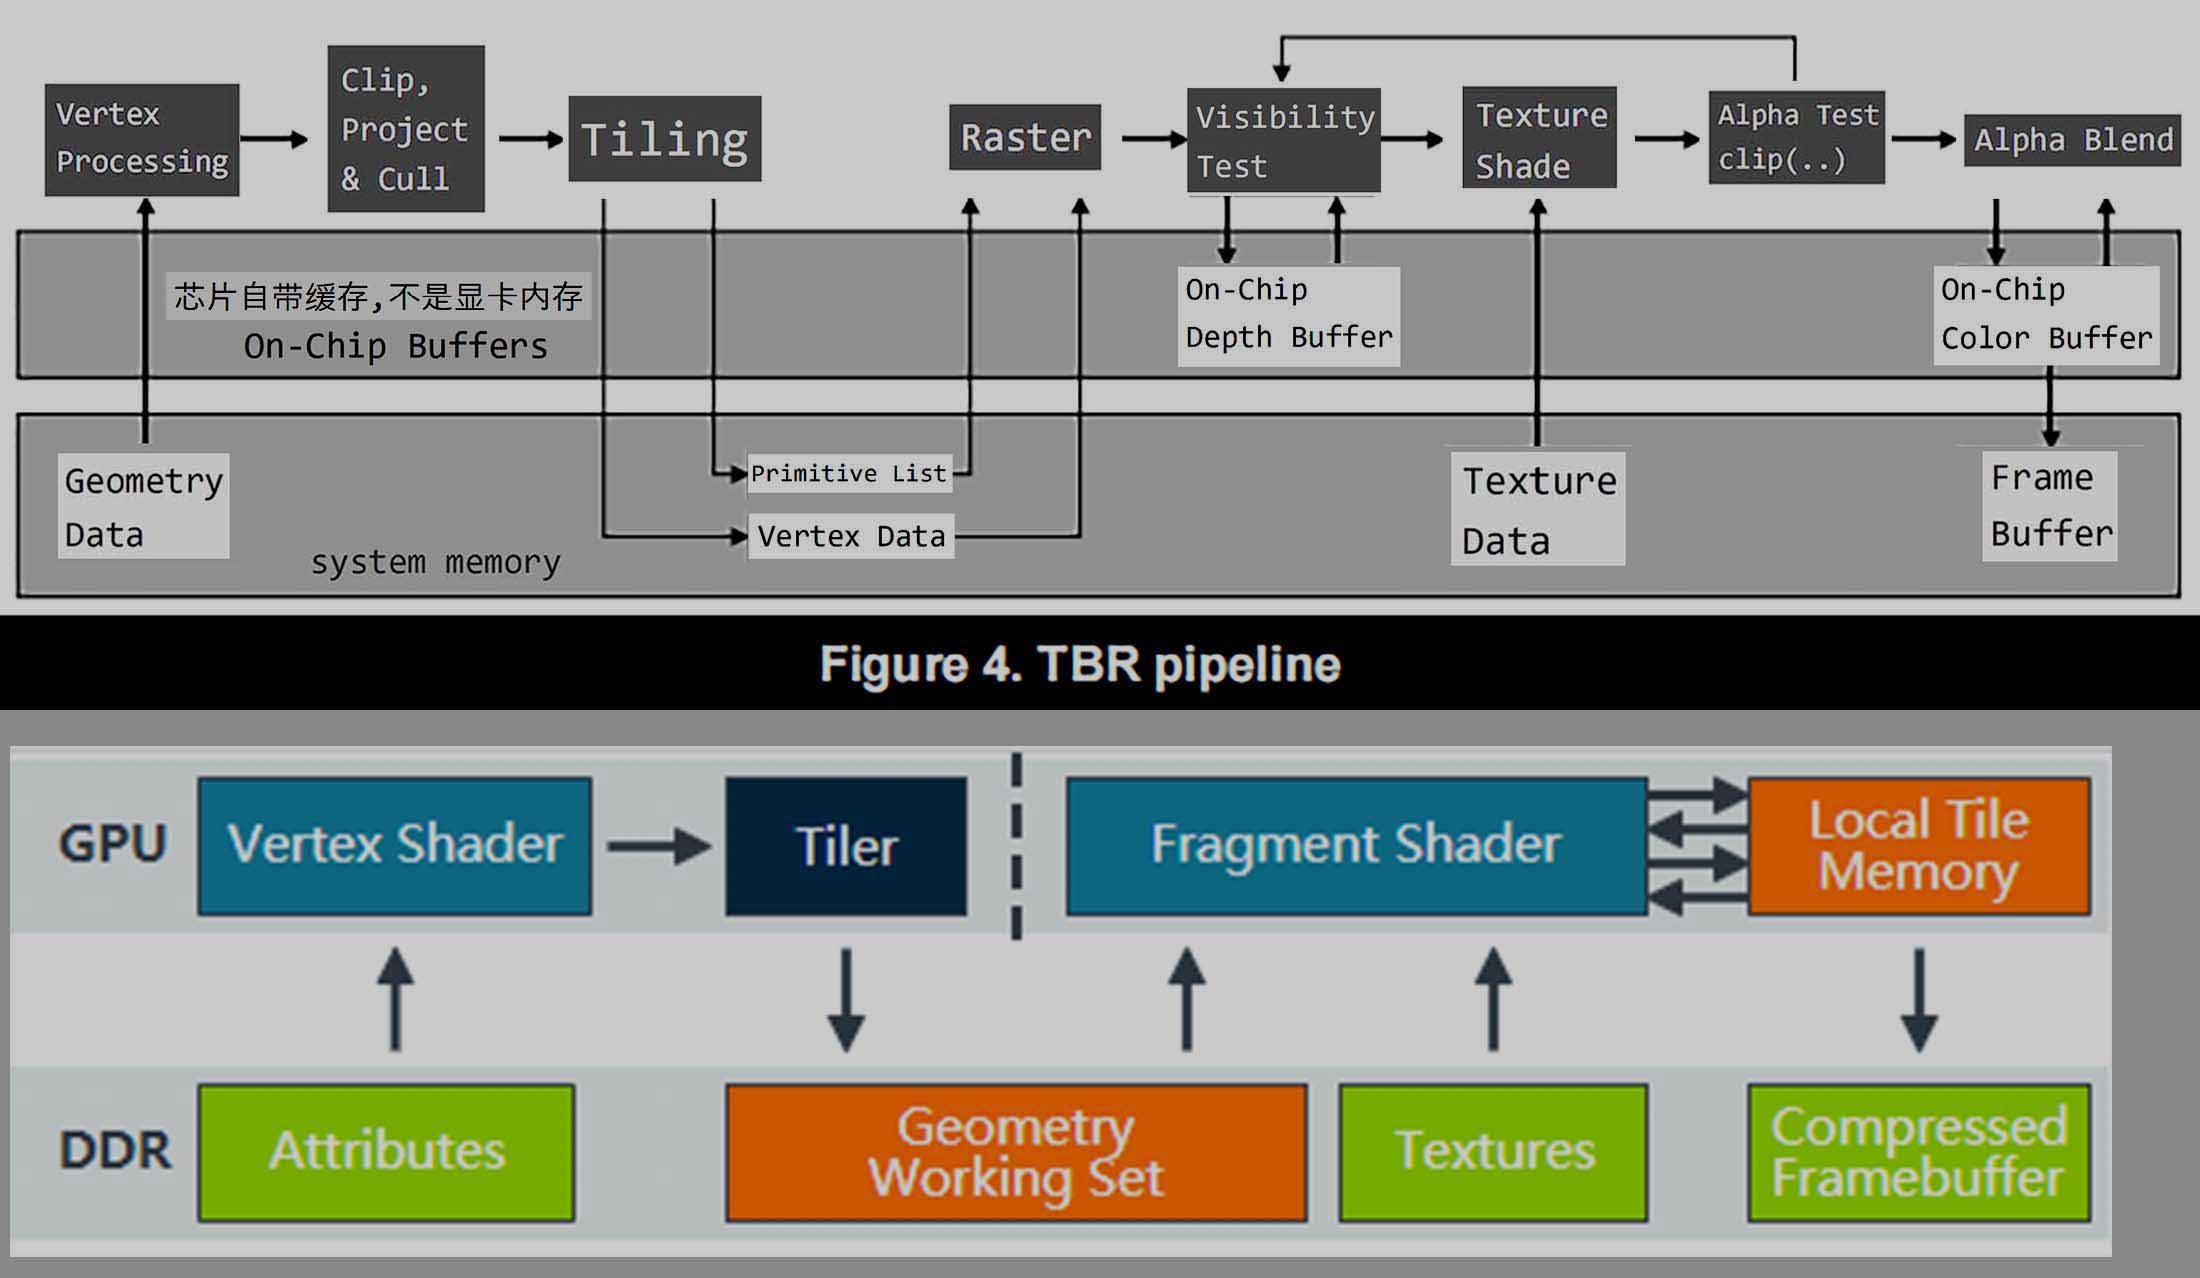 Vertex
Processing
Clip,
Project
& Cull
Tiling
Raster
Visibility
Test
Texture
Shade
Alpha Test
clip(..)
Alpha Blend
芯片自带缓存,不是显卡内存
On-Chip Buffers
On-Chip
Depth Buffer
On-Chip
Color Buffer
Geometry
Data
system memory
Primitive List
Vertex Data
Texture
Data
Frame
Buffer
Figure 4. TBR pipeline
GPU
Vertex Shader
Tiler
Fragment Shader
Local Tile
Memory
DDR
Attributes
Geometry
Working Set
Textures
Compressed
Framebuffer